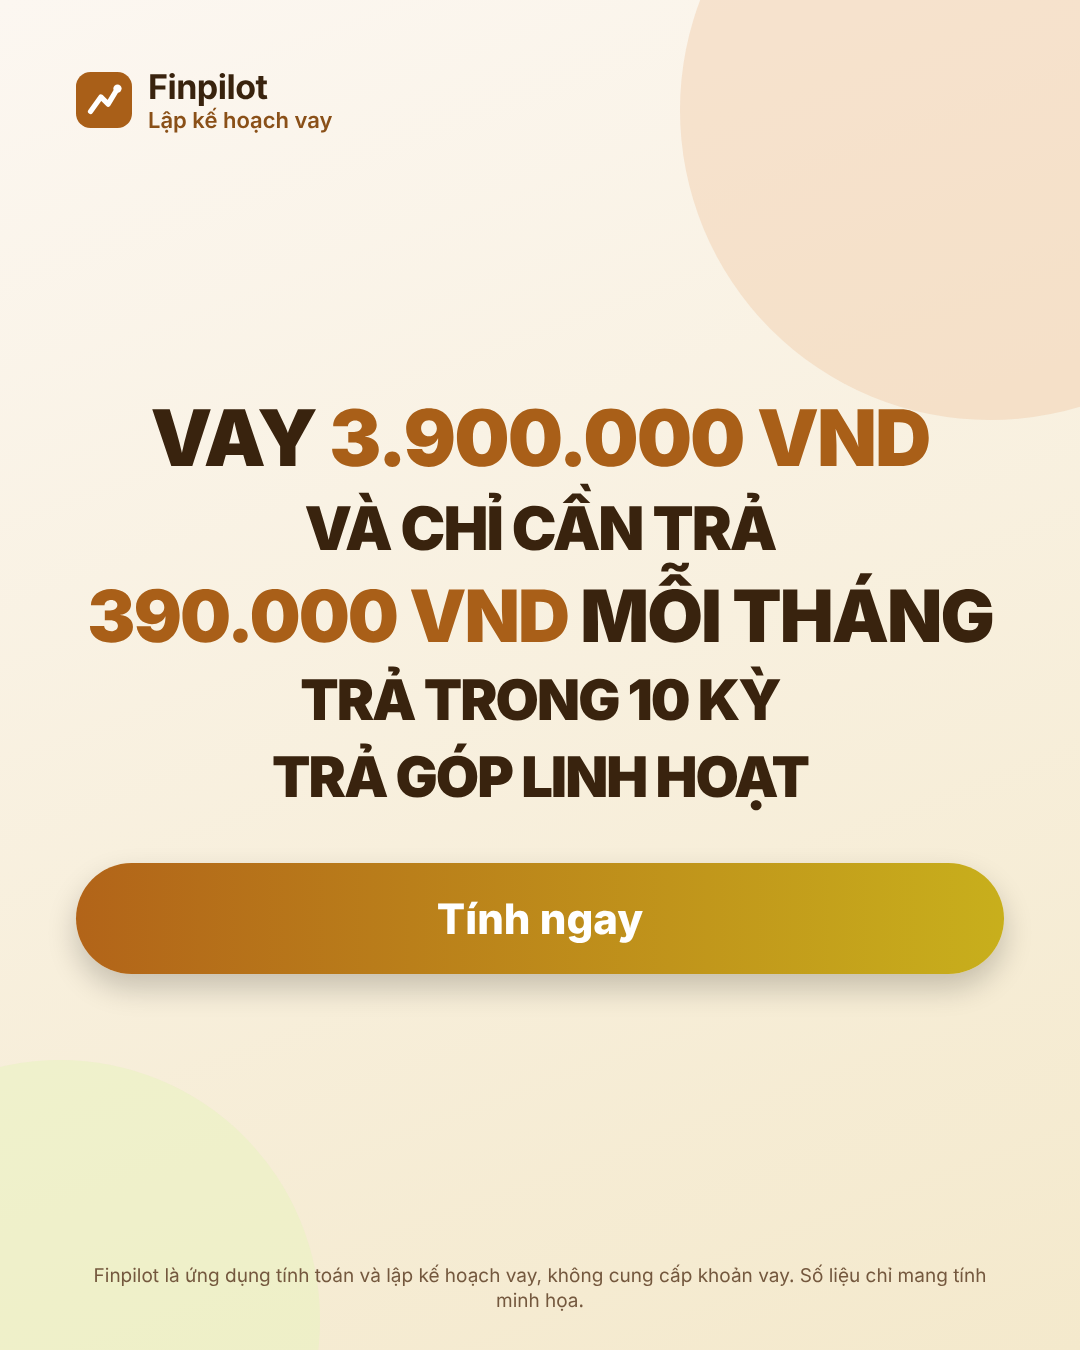 Finpilot
Lập kế hoạch vay
VAY 3.900.000 VND
VÀ CHỈ CẦN TRẢ
390.000 VND MỖI THÁNG
TRẢ TRONG 10 KỲ
TRẢ GÓP LINH HOẠT
Tính ngay
Finpilot là ứng dụng tính toán và lập kế hoạch vay, không cung cấp khoản vay. Số liệu chỉ mang tính
minh họa.